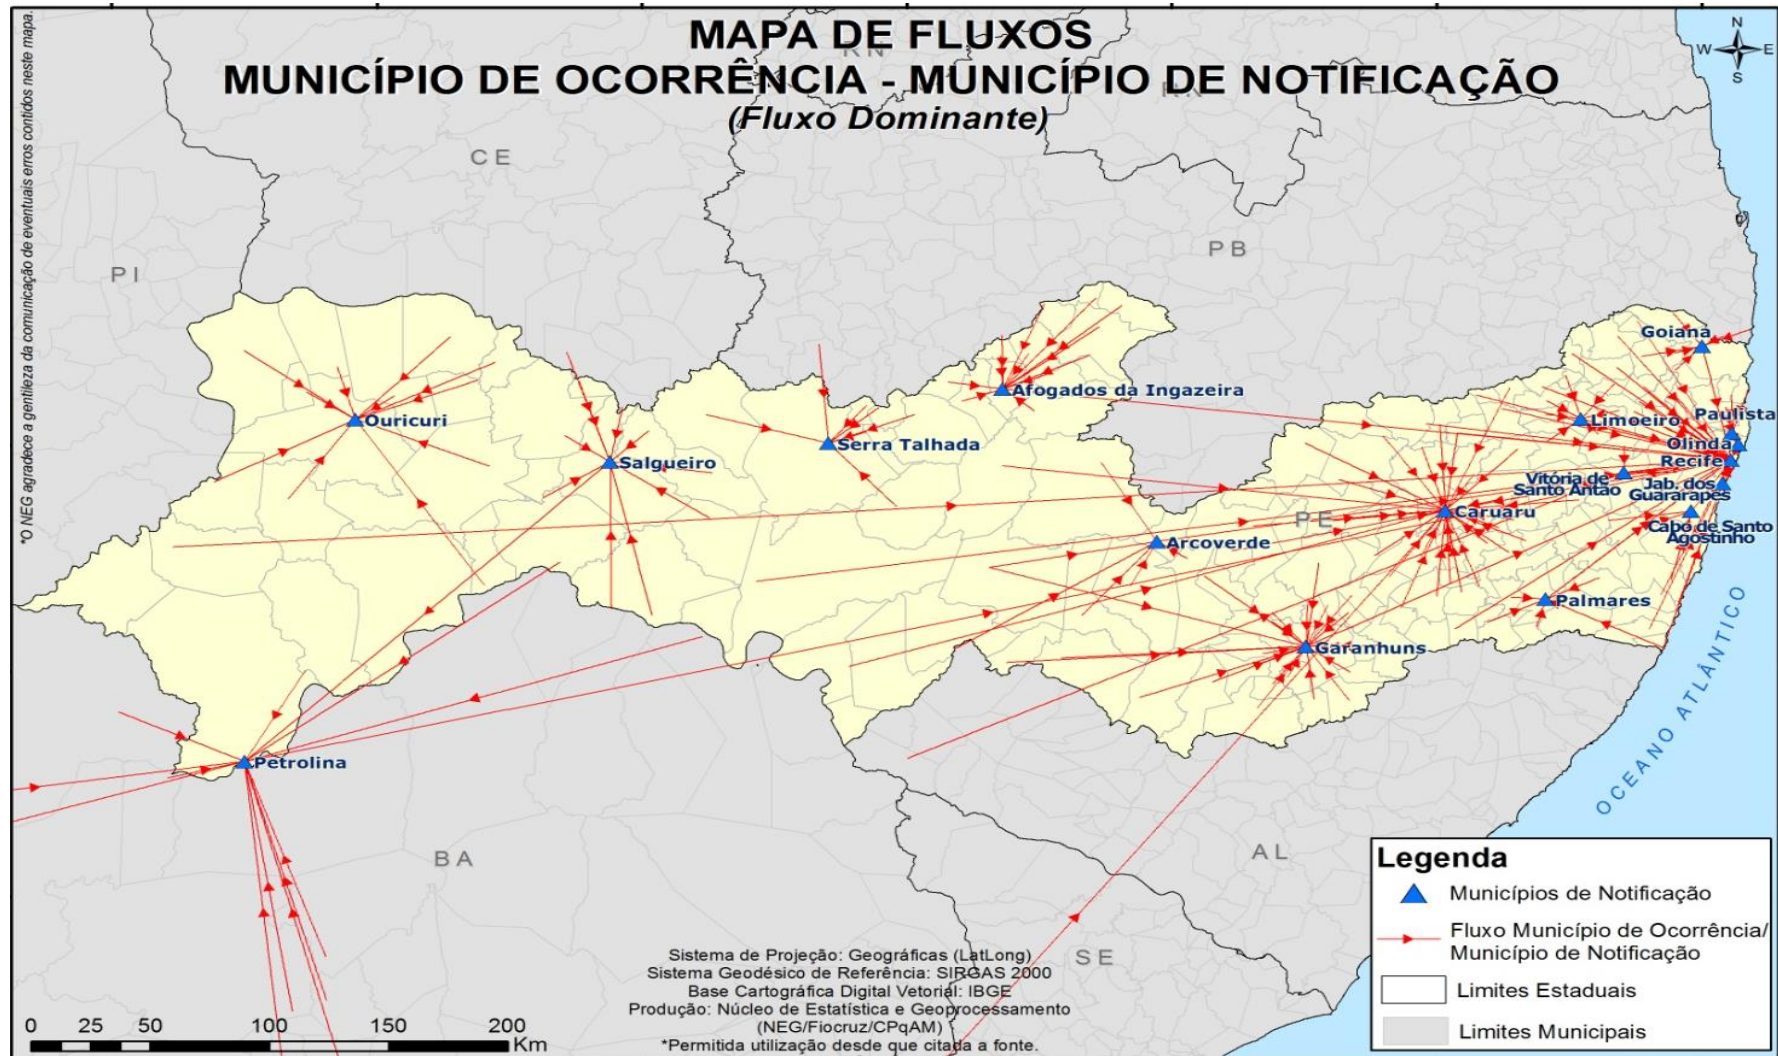 MAPA DE FLUXOS
MUNICÍPIO DE OCORRÊNCIA - MUNICÍPIO DE NOTIFICAÇÃO
(Fluxo Dominante)
*O NEG agradece a gentileza da comunicação de eventuais erros contidos neste mapa.
N
W
E
S
RN
RN
CE
PB
PI
Goiana
Afogados da Ingazeira
Ouricuri
Limoeiro
Paulista
Serra Talhada
Olinda
Salgueiro
Recife
Vitória de
Santo Antão
Jab. dos
Guararapes
PE
Caruaru
Cabo de Santo
Agostinho
Arcoverde
Palmares
Garanhuns
OCEANO ATLÂNTICO
Petrolina
BA
AL
SE
Legenda
Municípios de Notificação
Fluxo Município de Ocorrência/
Município de Notificação
Limites Estaduais
Limites Municipais
Sistema de Projeção: Geográficas (LatLong)
Sistema Geodésico de Referência: SIRGAS 2000
Base Cartográfica Digital Vetorial: IBGE
Produção: Núcleo de Estatística e Geoprocessamento
(NEG/Fiocruz/CPqAM)
*Permitida utilização desde que citada a fonte.
0 25 50 100 150 200
Km